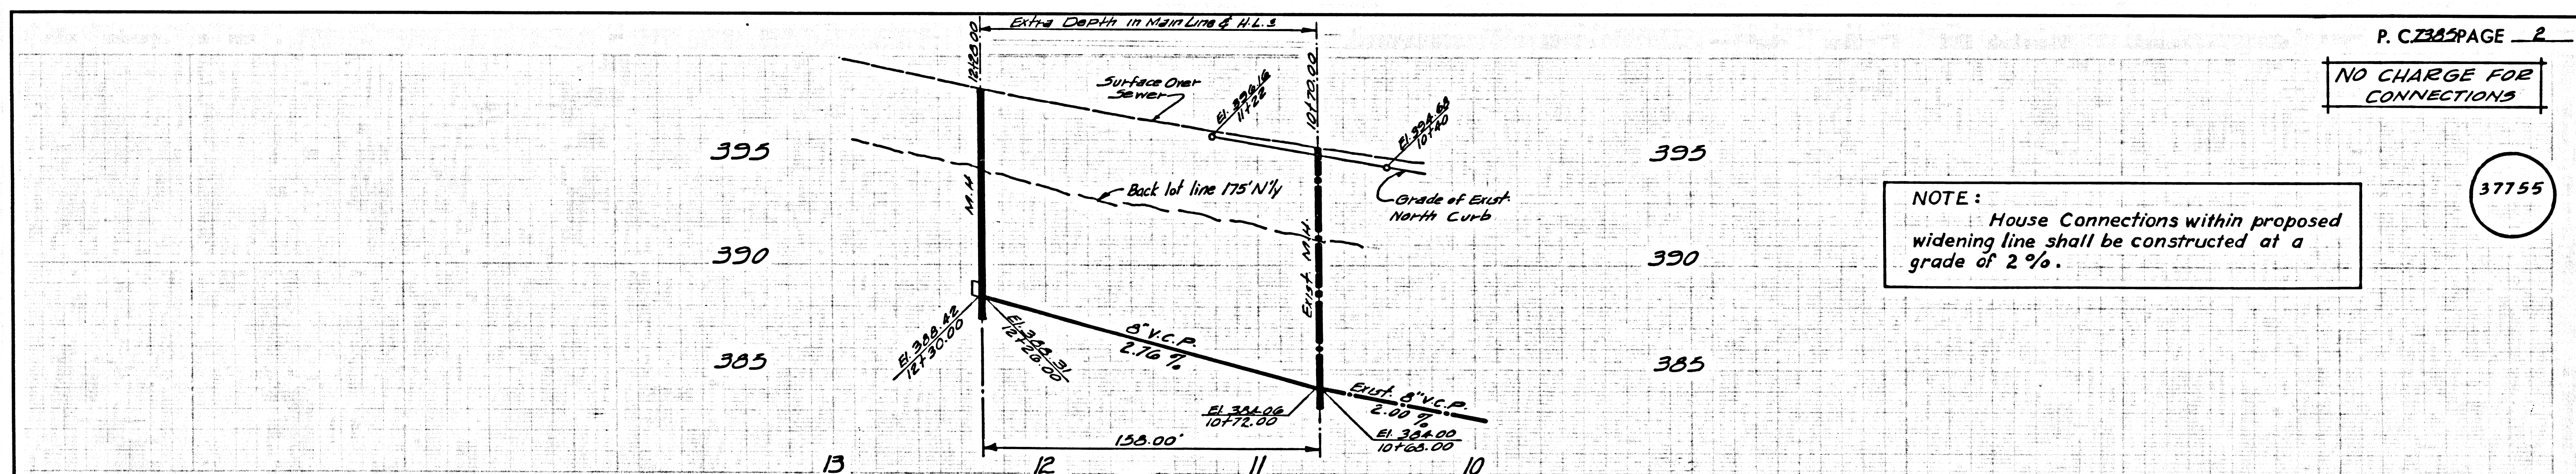 Extra Depth in Main Line & H.L.s
P. C7385PAGE 2
NO CHARGE FOR
CONNECTIONS
12+28.00
10+70.00
Surface Over
Sewer
El. 396.16
11+22
El. 394.68
10+40
395
395
37755
M.H.
Back lot line 175' N'ly
Grade of Exist.
North Curb
NOTE:
House Connections within proposed
widening line shall be constructed at a
grade of 2%.
Exist. M.H.
390
390
El. 388.42
12+30.00
El. 388.31
12+26.00
8" V.C.P.
2.76 %
385
385
Exist. 8" V.C.P.
2.00 %
El. 384.06
10+72.00
El. 384.00
10+68.00
158.00'
13
12
11
10